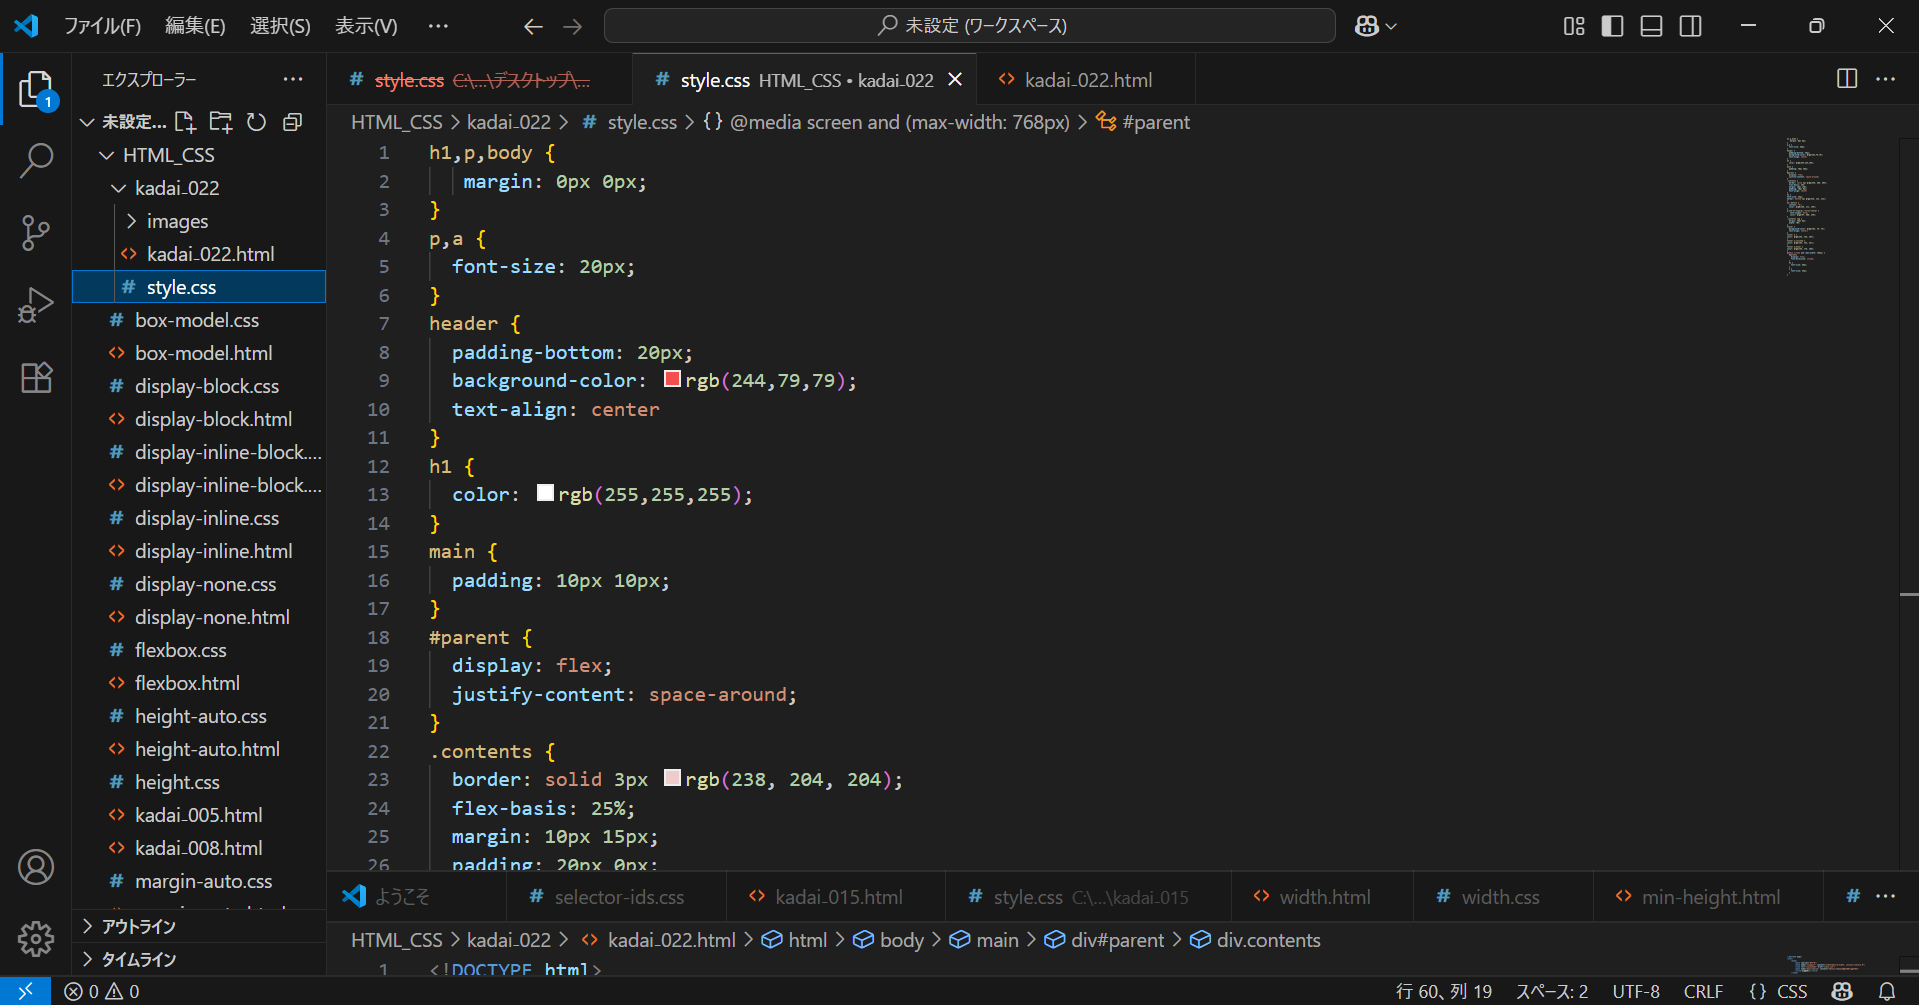 ファイル(F) 編集(E) 選択(S) 表示(V) ··· 未設定 (ワークスペース)
エクスプローラー
1
未設定...
HTML_CSS
kadai_022
images
kadai_022.html
style.css
box-model.css
box-model.html
display-block.css
display-block.html
display-inline-block....
display-inline-block....
display-inline.css
display-inline.html
display-none.css
display-none.html
flexbox.css
flexbox.html
height-auto.css
height-auto.html
height.css
kadai_005.html
kadai_008.html
margin-auto.css
アウトライン
タイムライン
style.css C:\...\デスクトップ\...
style.css HTML_CSS • kadai_022
kadai_022.html
HTML_CSS > kadai_022 > # style.css > {} @media screen and (max-width: 768px) > #parent
1 h1,p,body {
2 margin: 0px 0px;
3 }
4 p,a {
5 font-size: 20px;
6 }
7 header {
8 padding-bottom: 20px;
9 background-color: rgb(244,79,79);
10 text-align: center
11 }
12 h1 {
13 color: rgb(255,255,255);
14 }
15 main {
16 padding: 10px 10px;
17 }
18 #parent {
19 display: flex;
20 justify-content: space-around;
21 }
22 .contents {
23 border: solid 3px rgb(238, 204, 204);
24 flex-basis: 25%;
25 margin: 10px 15px;
26 padding: 20px 0px;
ようこそ
# selector-ids.css
<> kadai_015.html
# style.css C:\...\kadai_015
<> width.html
# width.css
<> min-height.html
#
HTML_CSS > kadai_022 > <> kadai_022.html > html > body > main > div#parent > div.contents
1 <!DOCTYPE html>
0 0 行 60、列 19 スペース: 2 UTF-8 CRLF {} CSS